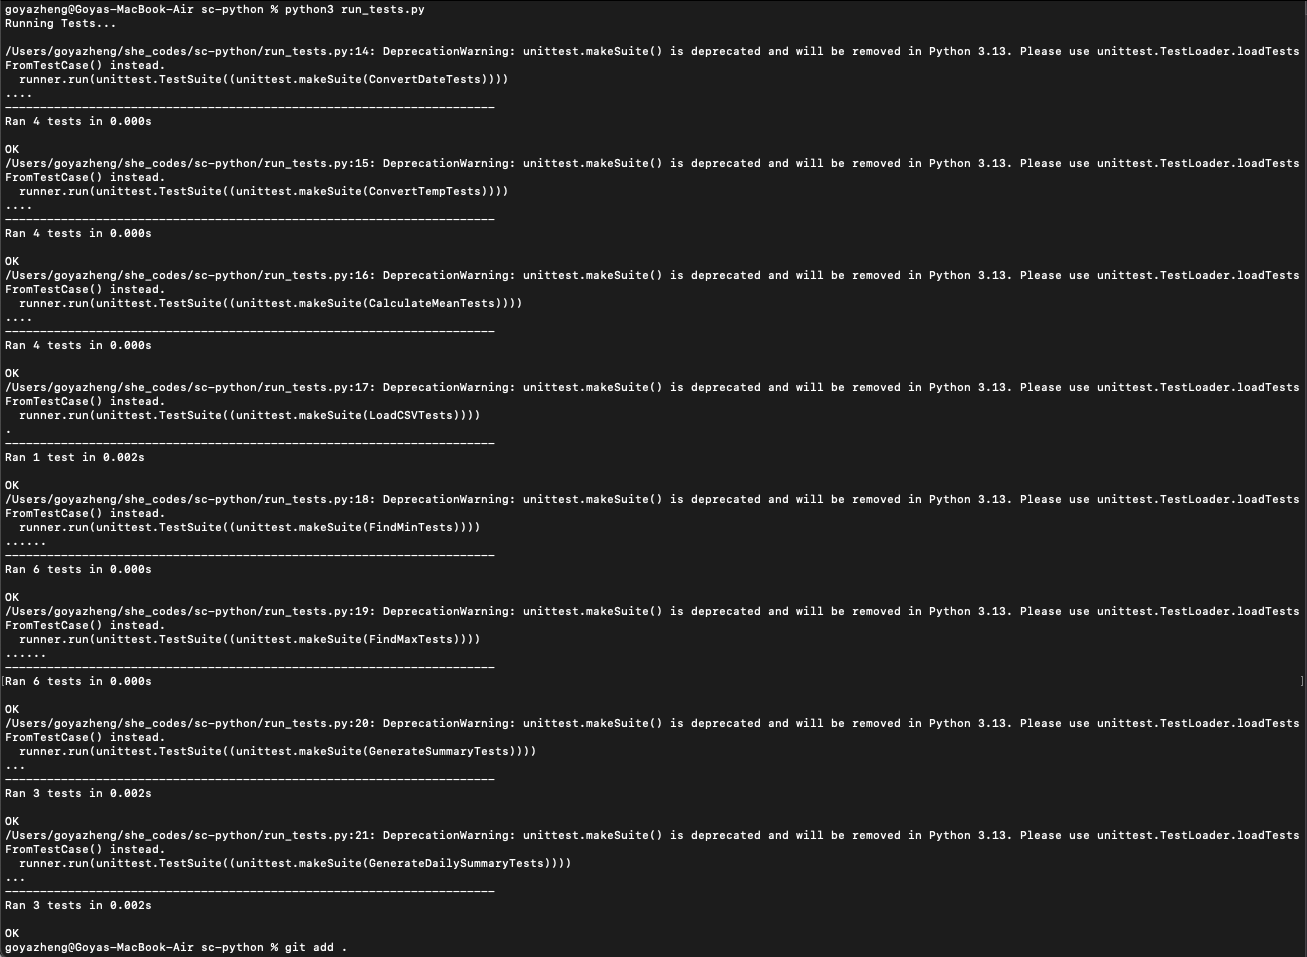 goyazheng@Goyas-MacBook-Air sc-python % python3 run_tests.py
Running Tests...

/Users/goyazheng/she_codes/sc-python/run_tests.py:14: DeprecationWarning: unittest.makeSuite() is deprecated and will be removed in Python 3.13. Please use unittest.TestLoader.loadTests
FromTestCase() instead.
  runner.run(unittest.TestSuite((unittest.makeSuite(ConvertDateTests))))
....
----------------------------------------------------------------------
Ran 4 tests in 0.000s

OK
/Users/goyazheng/she_codes/sc-python/run_tests.py:15: DeprecationWarning: unittest.makeSuite() is deprecated and will be removed in Python 3.13. Please use unittest.TestLoader.loadTests
FromTestCase() instead.
  runner.run(unittest.TestSuite((unittest.makeSuite(ConvertTempTests))))
....
----------------------------------------------------------------------
Ran 4 tests in 0.000s

OK
/Users/goyazheng/she_codes/sc-python/run_tests.py:16: DeprecationWarning: unittest.makeSuite() is deprecated and will be removed in Python 3.13. Please use unittest.TestLoader.loadTests
FromTestCase() instead.
  runner.run(unittest.TestSuite((unittest.makeSuite(CalculateMeanTests))))
....
----------------------------------------------------------------------
Ran 4 tests in 0.000s

OK
/Users/goyazheng/she_codes/sc-python/run_tests.py:17: DeprecationWarning: unittest.makeSuite() is deprecated and will be removed in Python 3.13. Please use unittest.TestLoader.loadTests
FromTestCase() instead.
  runner.run(unittest.TestSuite((unittest.makeSuite(LoadCSVTests))))
.
----------------------------------------------------------------------
Ran 1 test in 0.002s

OK
/Users/goyazheng/she_codes/sc-python/run_tests.py:18: DeprecationWarning: unittest.makeSuite() is deprecated and will be removed in Python 3.13. Please use unittest.TestLoader.loadTests
FromTestCase() instead.
  runner.run(unittest.TestSuite((unittest.makeSuite(FindMinTests))))
......
----------------------------------------------------------------------
Ran 6 tests in 0.000s

OK
/Users/goyazheng/she_codes/sc-python/run_tests.py:19: DeprecationWarning: unittest.makeSuite() is deprecated and will be removed in Python 3.13. Please use unittest.TestLoader.loadTests
FromTestCase() instead.
  runner.run(unittest.TestSuite((unittest.makeSuite(FindMaxTests))))
......
----------------------------------------------------------------------
[Ran 6 tests in 0.000s ]

OK
/Users/goyazheng/she_codes/sc-python/run_tests.py:20: DeprecationWarning: unittest.makeSuite() is deprecated and will be removed in Python 3.13. Please use unittest.TestLoader.loadTests
FromTestCase() instead.
  runner.run(unittest.TestSuite((unittest.makeSuite(GenerateSummaryTests))))
...
----------------------------------------------------------------------
Ran 3 tests in 0.002s

OK
/Users/goyazheng/she_codes/sc-python/run_tests.py:21: DeprecationWarning: unittest.makeSuite() is deprecated and will be removed in Python 3.13. Please use unittest.TestLoader.loadTests
FromTestCase() instead.
  runner.run(unittest.TestSuite((unittest.makeSuite(GenerateDailySummaryTests))))
...
----------------------------------------------------------------------
Ran 3 tests in 0.002s

OK
goyazheng@Goyas-MacBook-Air sc-python % git add .